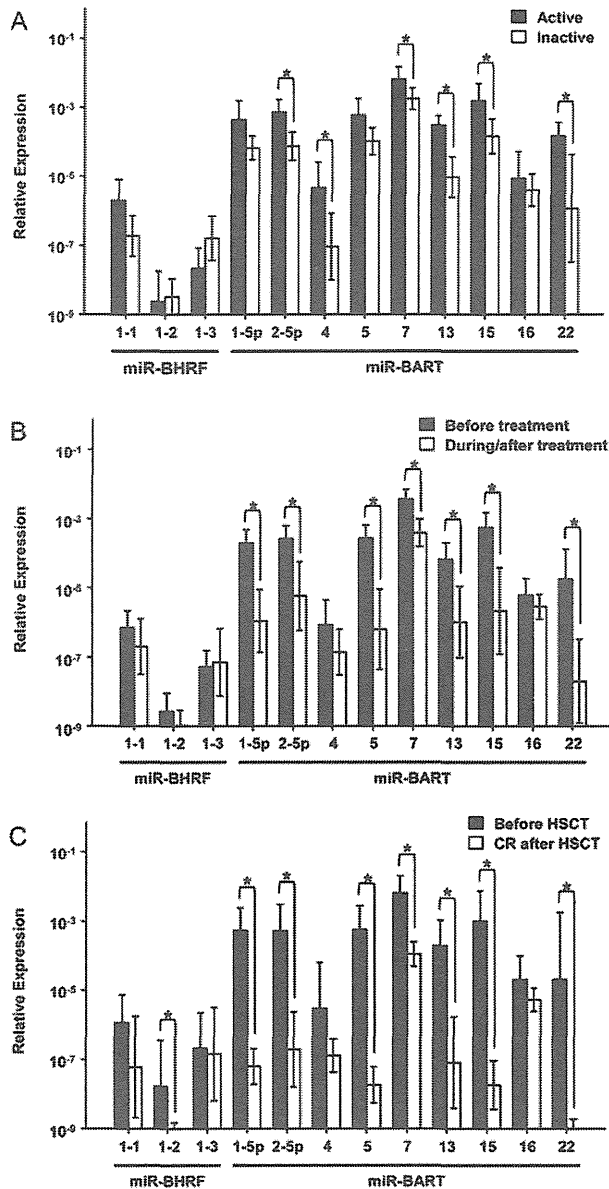 A
Active
Inactive
Relative Expression
10-1
10-3
10-5
10-7
10-9
* * * * * *
1-1 1-2 1-3 1-5p 2-5p 4 5 7 13 15 16 22
miR-BHRF miR-BART
B
Before treatment
During/after treatment
Relative Expression
10-1
10-3
10-5
10-7
10-9
* * * * * * *
1-1 1-2 1-3 1-5p 2-5p 4 5 7 13 15 16 22
miR-BHRF miR-BART
C
Before HSCT
CR after HSCT
Relative Expression
10-1
10-3
10-5
10-7
10-9
* * * * * * * *
1-1 1-2 1-3 1-5p 2-5p 4 5 7 13 15 16 22
miR-BHRF miR-BART